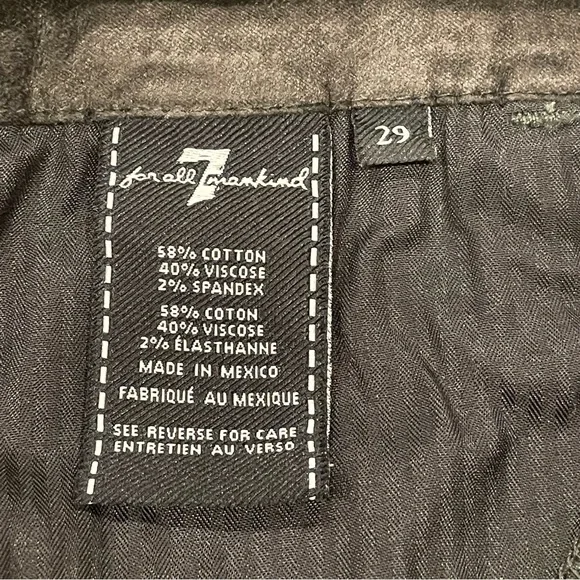 7
for all mankind
29
58% COTTON
40% VISCOSE
2% SPANDEX
58% COTON
40% VISCOSE
2% ÉLASTHANNE
MADE IN MEXICO
FABRIQUÉ AU MEXIQUE
SEE REVERSE FOR CARE
ENTRETIEN AU VERSO